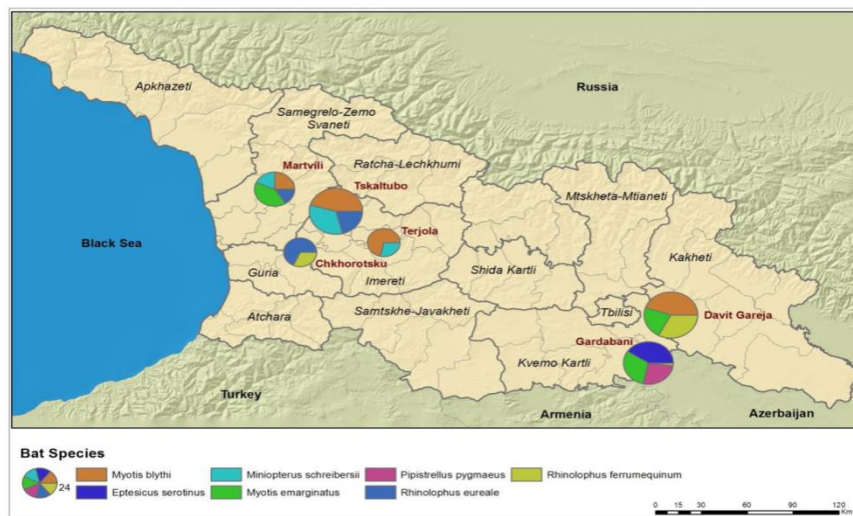 Russia
Apkhazeti
Samegrelo-Zemo
Svaneti
Martvili
Ratcha-Lechkhumi
Tskaltubo
Mtskheta-Mtianeti
Black Sea
Terjola
Kakheti
Chkhorotsku
Guria
Imereti
Shida Kartli
Tbilisi
Atchara
Samtskhe-Javakheti
Davit Gareja
Gardabani
Kvemo Kartli
Turkey
Armenia
Azerbaijan
Bat Species
24
Myotis blythi
Miniopterus schreibersii
Pipistrellus pygmaeus
Rhinolophus ferrumequinum
Eptesicus serotinus
Myotis emarginatus
Rhinolophus eureale
0 15 30 60 90 120
Km